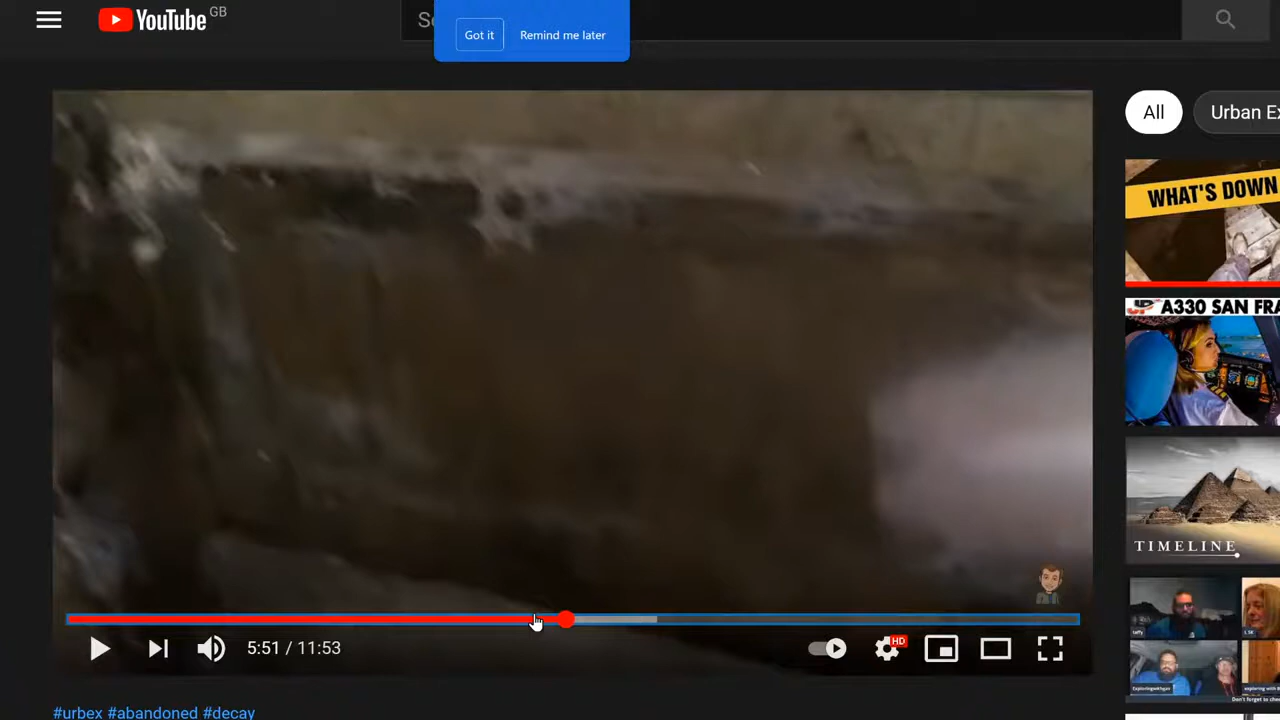 YouTube GB
Got it
Remind me later
All
Urban Ex
WHAT'S DOWN
A330 SAN FRA
TIMELINE
HD
5:51 / 11:53
#urbex #abandoned #decay